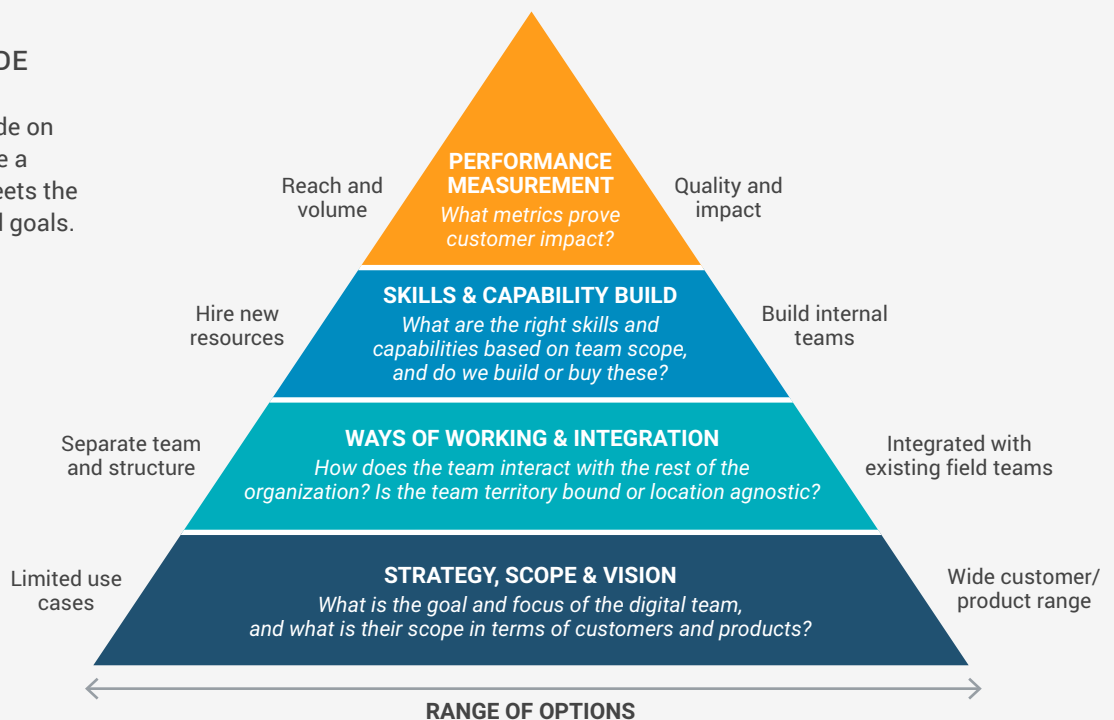 DE
de on
e a
eets the
l goals.
PERFORMANCE
MEASUREMENT
What metrics prove
customer impact?
Reach and
volume
Quality and
impact
SKILLS & CAPABILITY BUILD
What are the right skills and
capabilities based on team scope,
and do we build or buy these?
Hire new
resources
Build internal
teams
WAYS OF WORKING & INTEGRATION
How does the team interact with the rest of the
organization? Is the team territory bound or location agnostic?
Separate team
and structure
Integrated with
existing field teams
STRATEGY, SCOPE & VISION
What is the goal and focus of the digital team,
and what is their scope in terms of customers and products?
Limited use
cases
Wide customer/
product range
RANGE OF OPTIONS